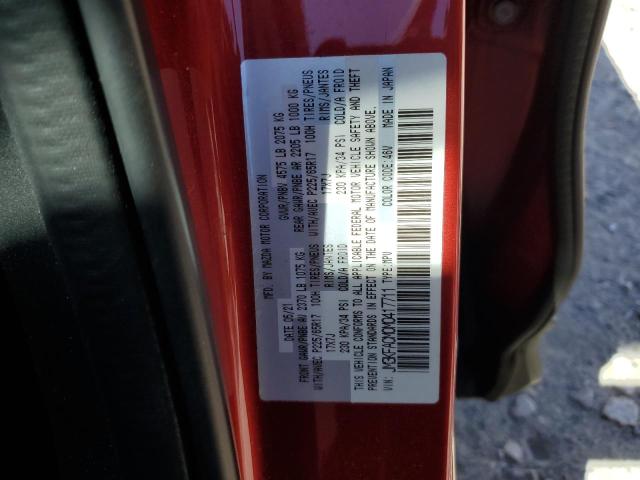 MFD. BY MAZDA MOTOR CORPORATION
DATE 05/21 GVWR/PNBV 4575 LB 2075 KG
FRONT GAWR/PNBE AV 2370 LB 1075 KG REAR GAWR/PNBE AR 2205 LB 1000 KG
WITH/AVEC P225/65R17 100H TIRES/PNEUS WITH/AVEC P225/65R17 100H TIRES/PNEUS
17X7J RIMS/JANTES 17X7J RIMS/JANTES
230 KPA/34 PSI COLD/A FROID 230 KPA/34 PSI COLD/A FROID
THIS VEHICLE CONFORMS TO ALL APPLICABLE FEDERAL MOTOR VEHICLE SAFETY AND THEFT
PREVENTION STANDARDS IN EFFECT ON THE DATE OF MANUFACTURE SHOWN ABOVE.
VIN: TYPE:MPV COLOR CODE:46V MADE IN JAPAN